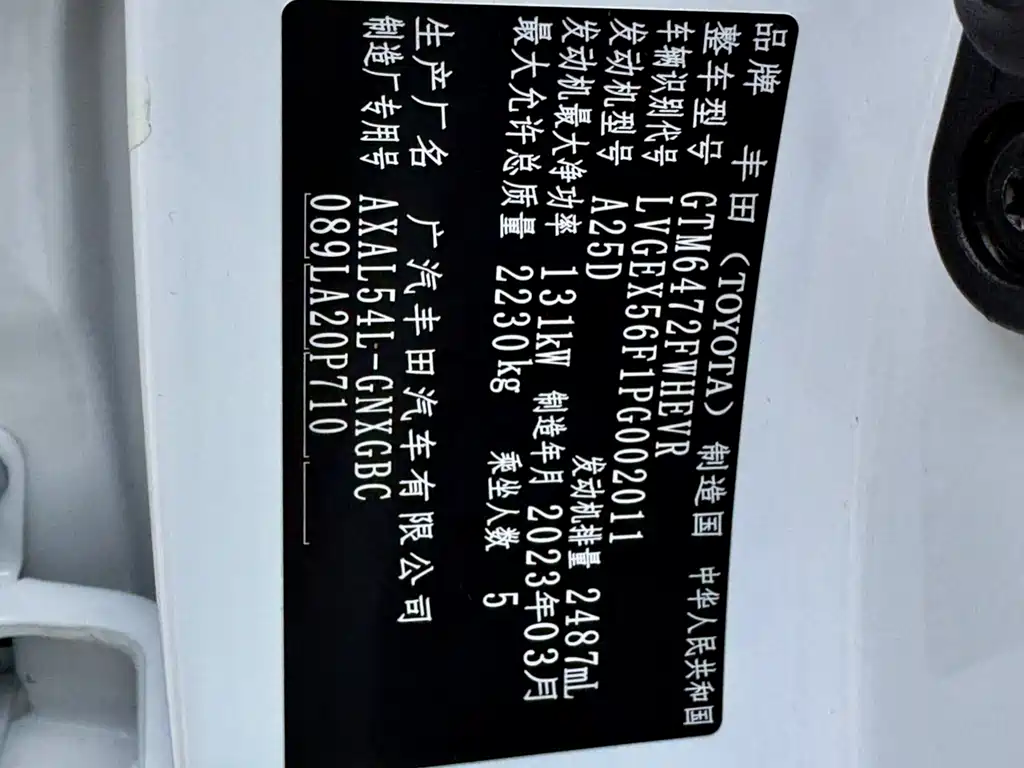 品牌 丰田(TOYOTA) 制造国 中华人民共和国
整车型号 GTM6472FWHEVR
车辆识别代号 LVGEX56F1PG002011
发动机型号 A25D 发动机排量 2487mL
发动机最大净功率 131kW 制造年月 2023年03月
最大允许总质量 2230kg 乘坐人数 5
生产厂名 广汽丰田汽车有限公司
制造厂专用号 AXAL54L-GNXGBC
089LA20P710